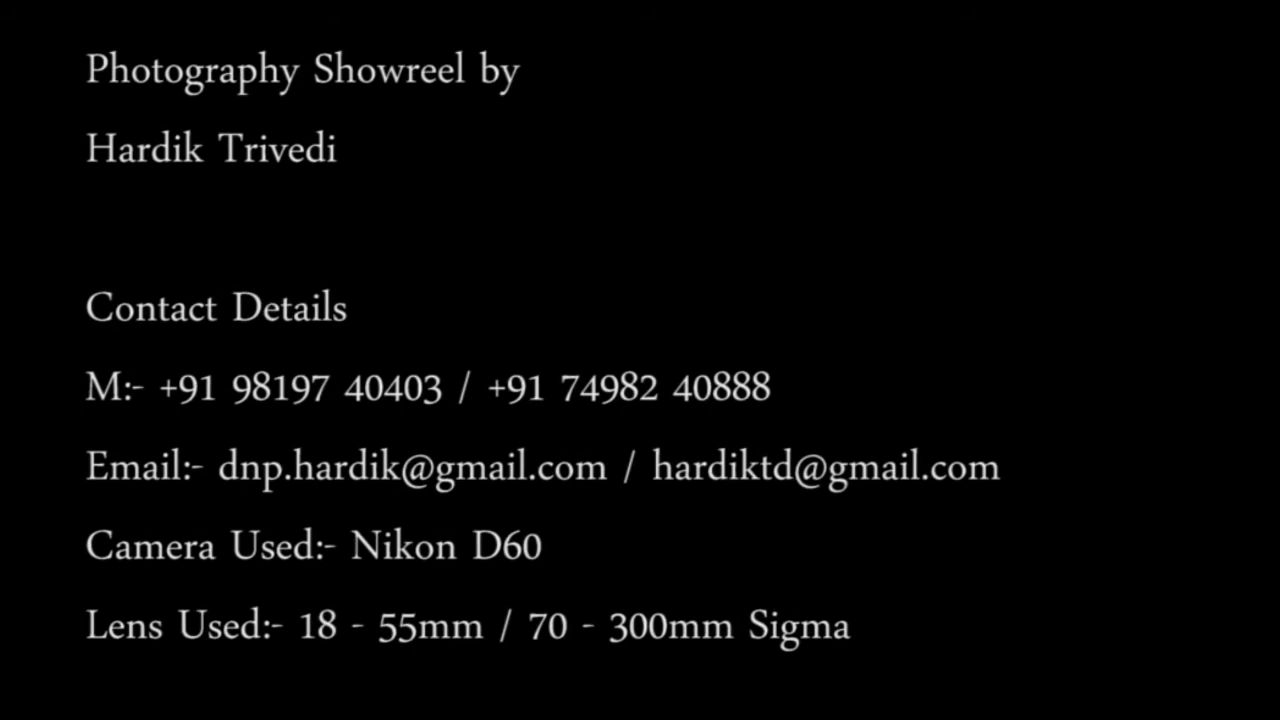 Photography Showreel by
Hardik Trivedi
Contact Details
M:- +91 98197 40403 / +91 74982 40888
Email:- dnp.hardik@gmail.com / hardiktd@gmail.com
Camera Used:- Nikon D60
Lens Used:- 18 - 55mm / 70 - 300mm Sigma